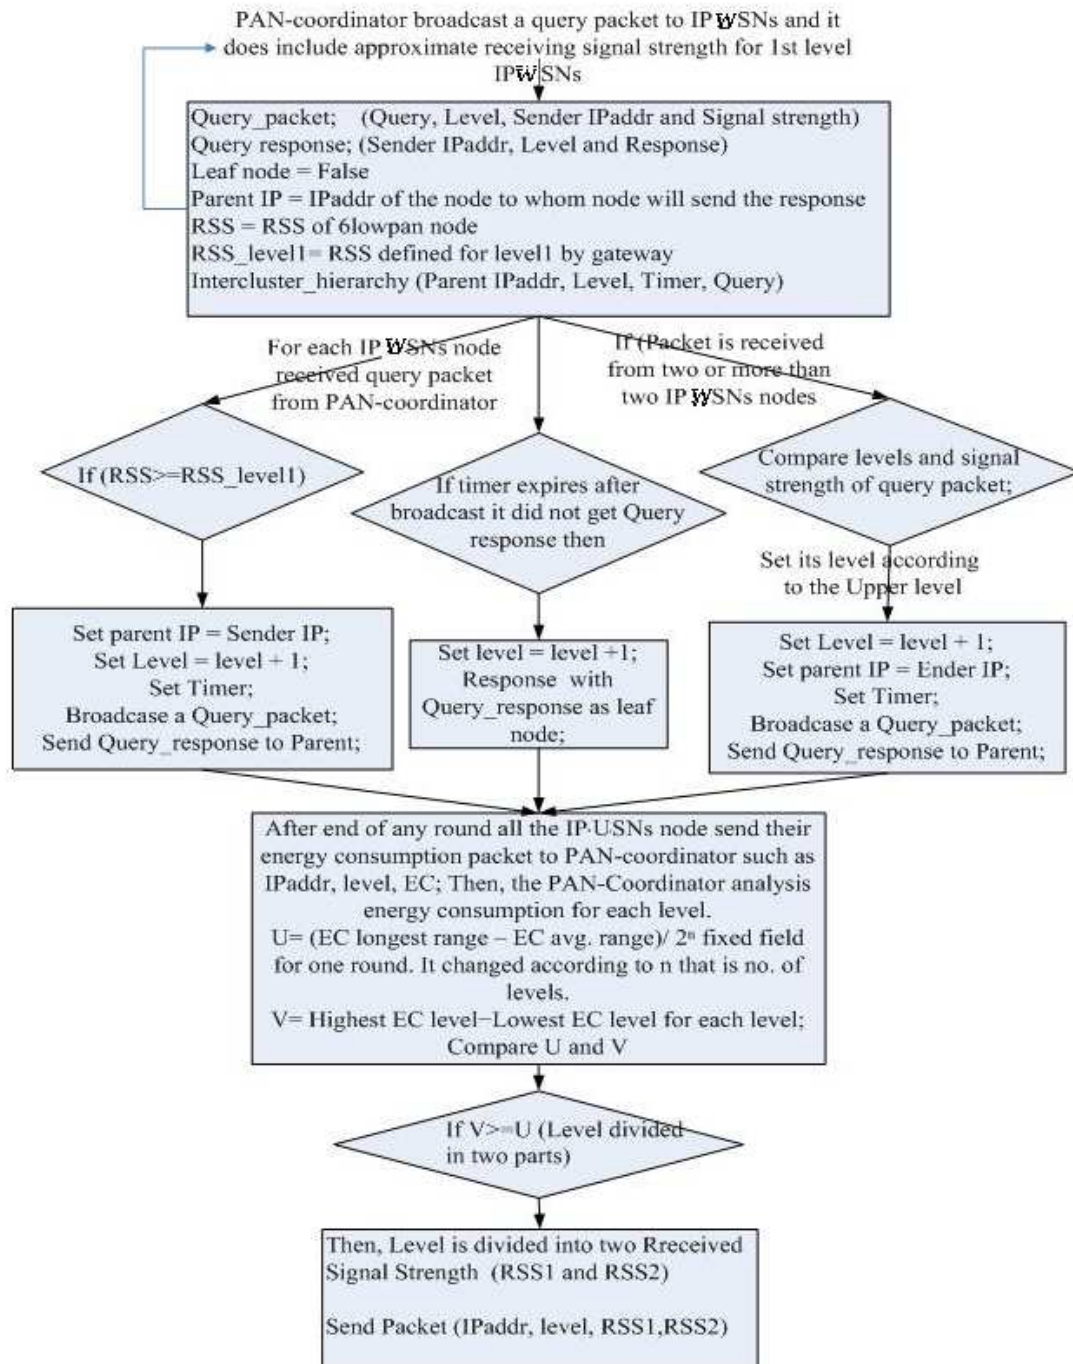 PAN-coordinator broadcast a query packet to IPWSNs and it
does include approximate receiving signal strength for 1st level
IPWSNs
Query_packet; (Query, Level, Sender IPaddr and Signal strength)
Query response; (Sender IPaddr, Level and Response)
Leaf node = False
Parent IP = IPaddr of the node to whom node will send the response
RSS = RSS of 6lowpan node
RSS_level1= RSS defined for level1 by gateway
Intercluster_hierarchy (Parent IPaddr, Level, Timer, Query)
For each IP WSNs node
received query packet
from PAN-coordinator
If (Packet is received
from two or more than
two IP WSNs nodes
If (RSS>=RSS_level1)
If timer expires after
broadcast it did not get Query
response then
Compare levels and signal
strength of query packet;
Set its level according
to the Upper level
Set parent IP = Sender IP;
Set Level = level + 1;
Set Timer;
Broadcase a Query_packet;
Send Query_response to Parent;
Set level = level +1;
Response with
Query_response as leaf
node;
Set Level = level + 1;
Set parent IP = Ender IP;
Set Timer;
Broadcase a Query_packet;
Send Query_response to Parent;
After end of any round all the IP-USNs node send their
energy consumption packet to PAN-coordinator such as
IPaddr, level, EC; Then, the PAN-Coordinator analysis
energy consumption for each level.
U= (EC longest range – EC avg. range)/ 2ⁿ fixed field
for one round. It changed according to n that is no. of
levels.
V= Highest EC level−Lowest EC level for each level;
Compare U and V
If V>=U (Level divided
in two parts)
Then, Level is divided into two Rreceived
Signal Strength (RSS1 and RSS2)
Send Packet (IPaddr, level, RSS1,RSS2)